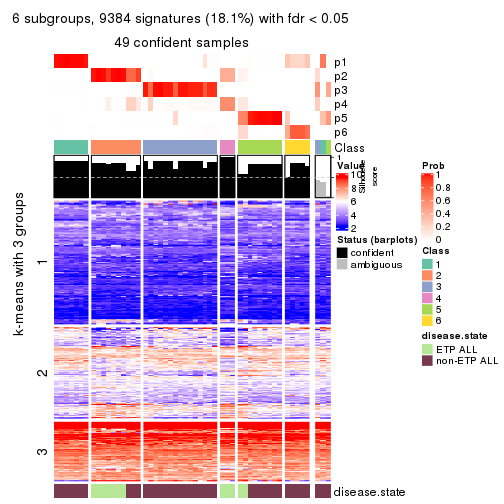 6 subgroups, 9384 signatures (18.1%) with fdr < 0.05
49 confident samples
p1
p2
p3
p4
p5
p6
Class
1
Silhouette
score
k-means with 3 groups
1
2
3
disease.state
Value
10
8
6
4
2
Status (barplots)
confident
ambiguous
Prob
1
0.8
0.6
0.4
0.2
0
Class
1
2
3
4
5
6
disease.state
ETP ALL
non-ETP ALL